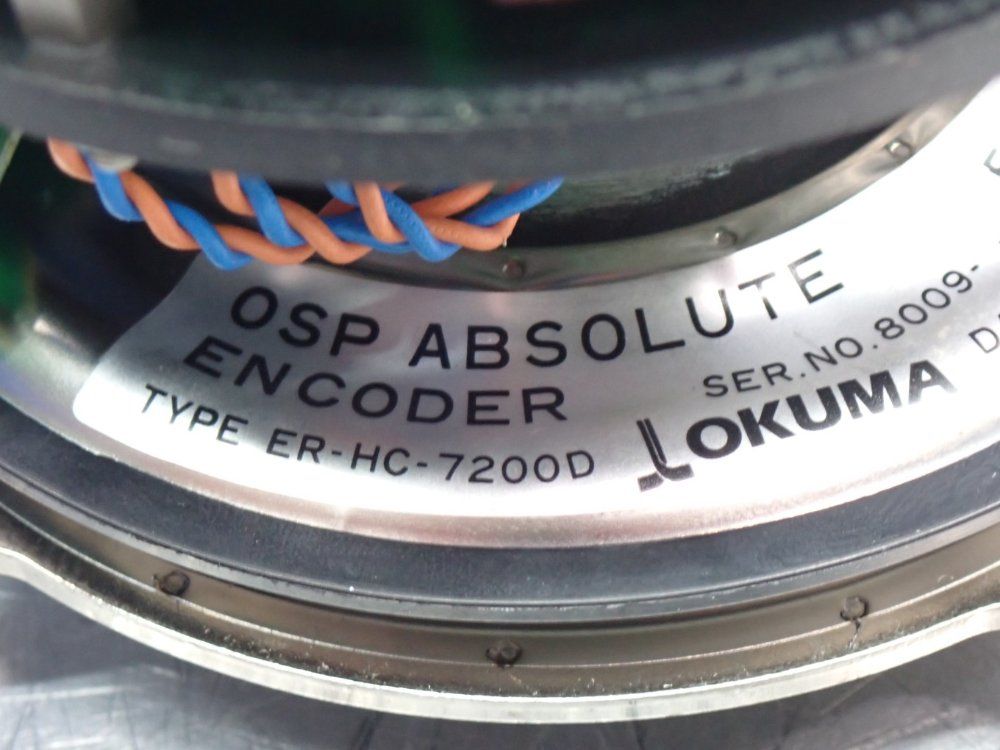 OSP ABSOLUTE
ENCODER
TYPE ER-HC-7200D
SER.NO.8009-
OKUMA